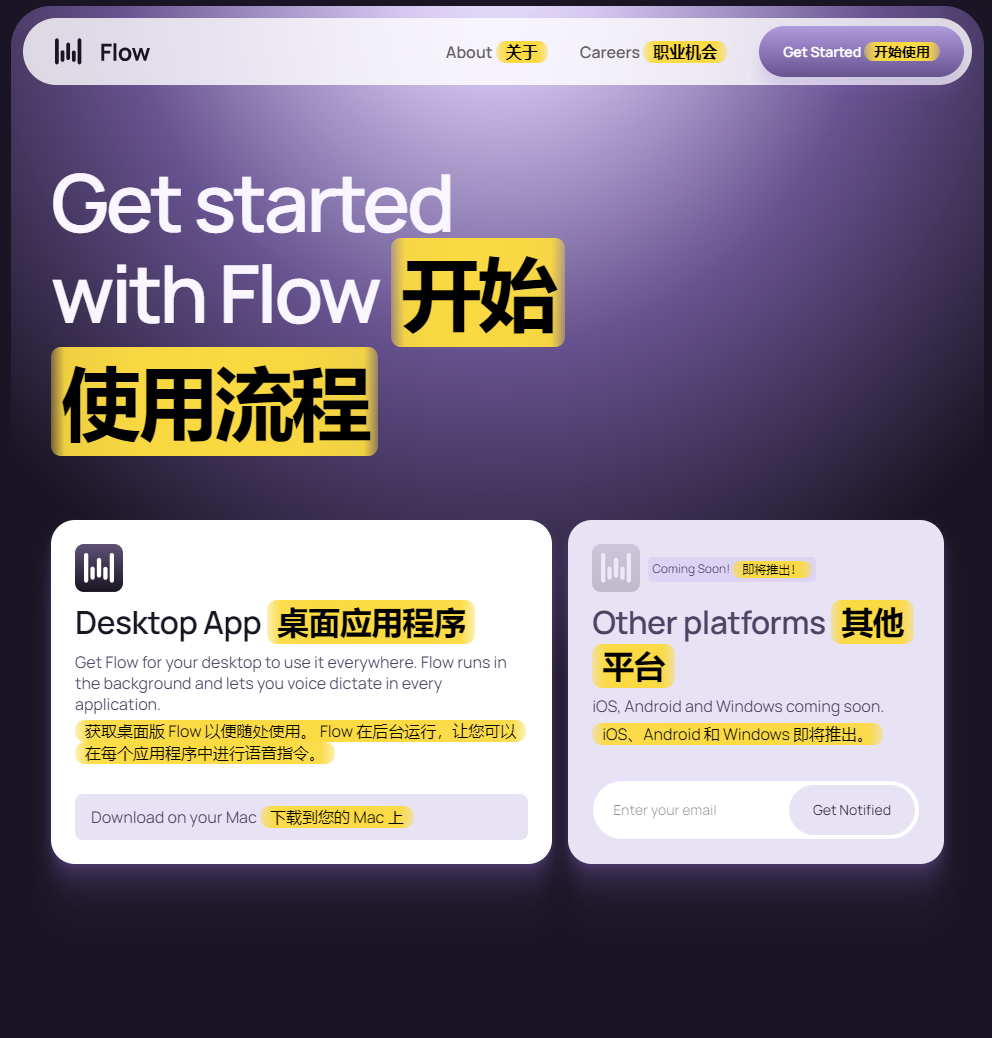 Flow
About 关于
Careers 职业机会
Get Started 开始使用
Get started
with Flow 开始
使用流程
Desktop App 桌面应用程序
Get Flow for your desktop to use it everywhere. Flow runs in
the background and lets you voice dictate in every
application.
获取桌面版 Flow 以便随处使用。 Flow 在后台运行，让您可以
在每个应用程序中进行语音指令。
Download on your Mac 下载到您的 Mac 上
Coming Soon! 即将推出！
Other platforms 其他
平台
iOS, Android and Windows coming soon.
iOS、Android 和 Windows 即将推出。
Enter your email
Get Notified